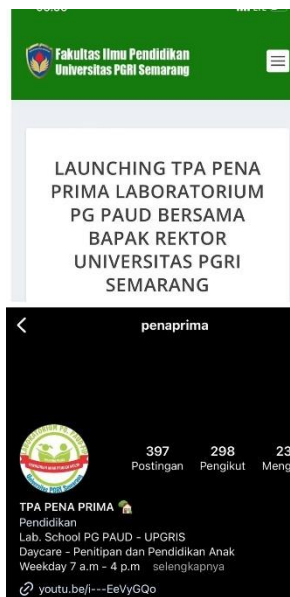 Fakultas Ilmu Pendidikan
Universitas PGRI Semarang
LAUNCHING TPA PENA
PRIMA LABORATORIUM
PG PAUD BERSAMA
BAPAK REKTOR
UNIVERSITAS PGRI
SEMARANG
penaprima
397 298 23
Postingan Pengikut Meng
TPA PENA PRIMA
Pendidikan
Lab. School PG PAUD - UPGRIS
Daycare - Penitipan dan Pendidikan Anak
Weekday 7 a.m - 4 p.m selengkapnya
youtu.be/i---EeVyGQo